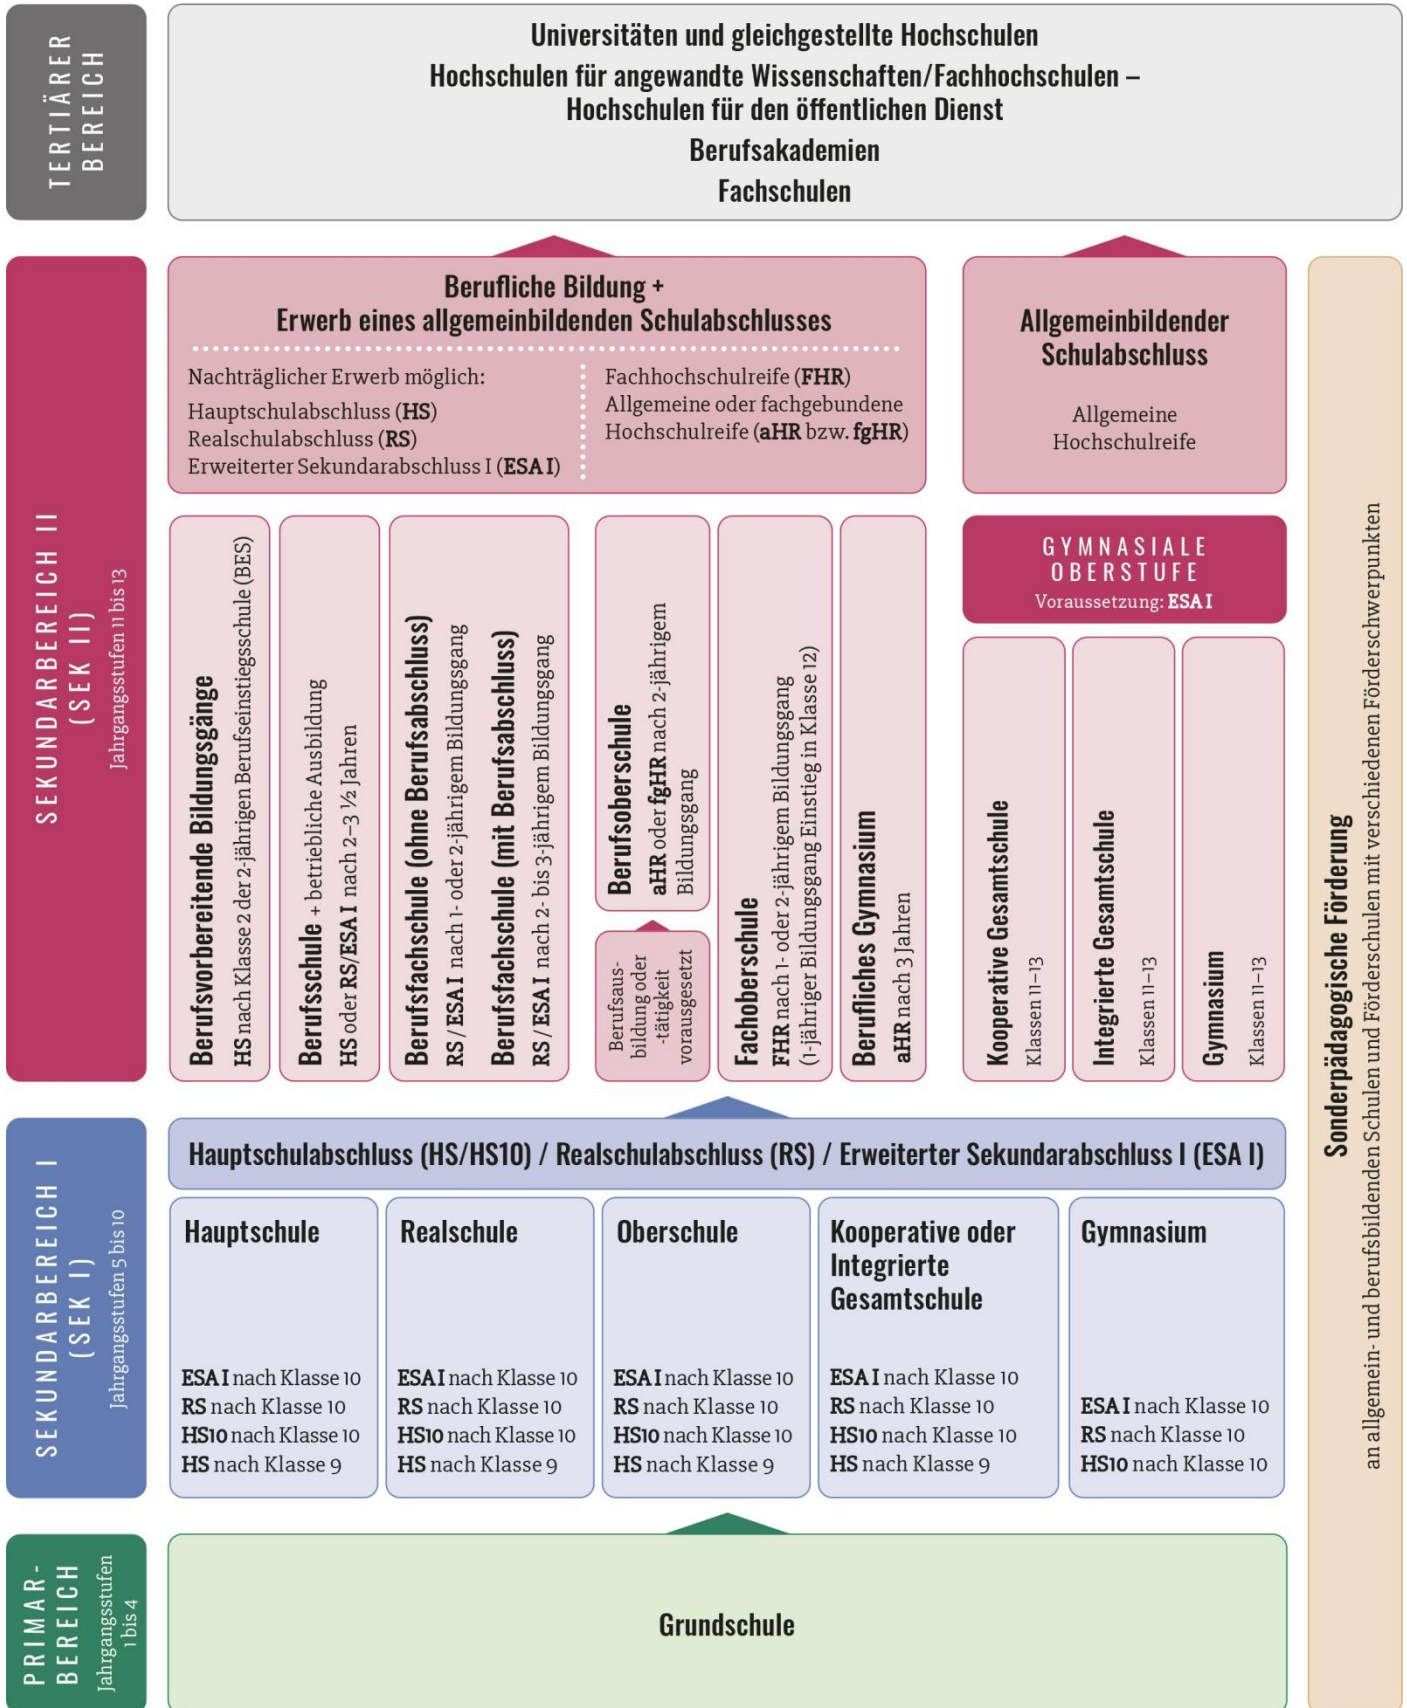 TERTIÄRER
BEREICH
Universitäten und gleichgestellte Hochschulen
Hochschulen für angewandte Wissenschaften/Fachhochschulen –
Hochschulen für den öffentlichen Dienst
Berufsakademien
Fachschulen
SEKUNDARBEREICH II
(SEK II)
Jahrgangsstufen 11 bis 13
Berufliche Bildung +
Erwerb eines allgemeinbildenden Schulabschlusses
Nachträglicher Erwerb möglich:
Hauptschulabschluss (HS)
Realschulabschluss (RS)
Erweiterter Sekundarabschluss I (ESA I)
Fachhochschulreife (FHR)
Allgemeine oder fachgebundene
Hochschulreife (aHR bzw. fgHR)
Allgemeinbildender
Schulabschluss
Allgemeine
Hochschulreife
Berufsvorbereitende Bildungsgänge
HS nach Klasse 2 der 2-jährigen Berufseinstiegsschule (BES)
Berufsschule + betriebliche Ausbildung
HS oder RS/ESA I nach 2–3 ½ Jahren
Berufsfachschule (ohne Berufsabschluss)
RS / ESA I nach 1- oder 2-jährigem Bildungsgang
Berufsfachschule (mit Berufsabschluss)
RS / ESA I nach 2- bis 3-jährigem Bildungsgang
Berufsoberschule
aHR oder fgHR nach 2-jährigem
Bildungsgang
Berufsaus-
bildung oder
-tätigkeit
vorausgesetzt
Fachoberschule
FHR nach 1- oder 2-jährigem Bildungsgang
(1-jähriger Bildungsgang Einstieg in Klasse 12)
Berufliches Gymnasium
aHR nach 3 Jahren
GYMNASIALE
OBERSTUFE
Voraussetzung: ESA I
Kooperative Gesamtschule
Klassen 11–13
Integrierte Gesamtschule
Klassen 11–13
Gymnasium
Klassen 11–13
Sonderpädagogische Förderung
an allgemein- und berufsbildenden Schulen und Förderschulen mit verschiedenen Förderschwerpunkten
SEKUNDARBEREICH I
(SEK I)
Jahrgangsstufen 5 bis 10
Hauptschulabschluss (HS/HS10) / Realschulabschluss (RS) / Erweiterter Sekundarabschluss I (ESA I)
Hauptschule
ESA I nach Klasse 10
RS nach Klasse 10
HS10 nach Klasse 10
HS nach Klasse 9
Realschule
ESA I nach Klasse 10
RS nach Klasse 10
HS10 nach Klasse 10
HS nach Klasse 9
Oberschule
ESA I nach Klasse 10
RS nach Klasse 10
HS10 nach Klasse 10
HS nach Klasse 9
Kooperative oder
Integrierte
Gesamtschule
ESA I nach Klasse 10
RS nach Klasse 10
HS10 nach Klasse 10
HS nach Klasse 9
Gymnasium
ESA I nach Klasse 10
RS nach Klasse 10
HS10 nach Klasse 10
PRIMAR-
BEREICH
Jahrgangsstufen
1 bis 4
Grundschule